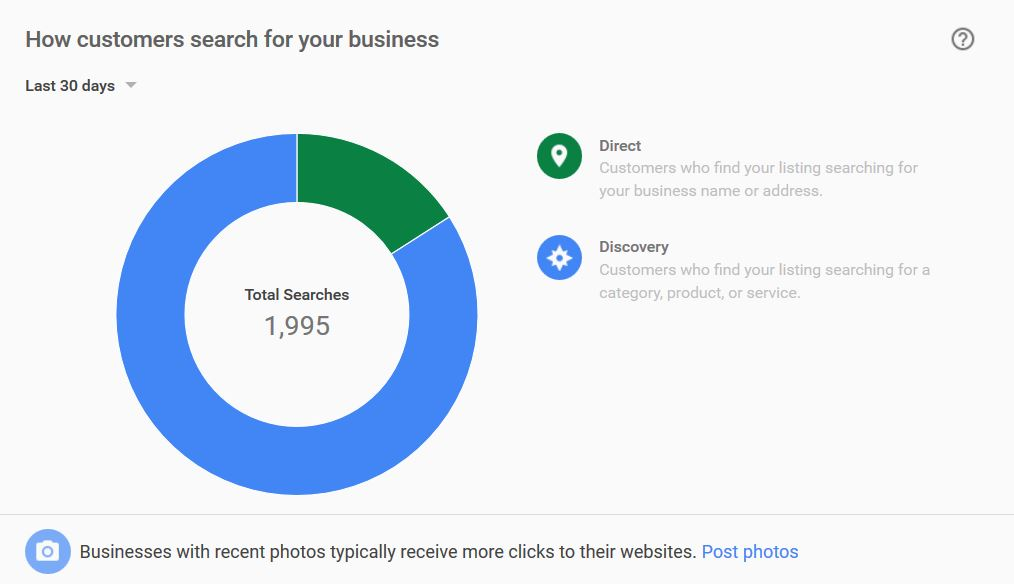 How customers search for your business
Last 30 days
Direct
Customers who find your listing searching for
your business name or address.
Discovery
Customers who find your listing searching for a
category, product, or service.
Total Searches
1,995
Businesses with recent photos typically receive more clicks to their websites. Post photos